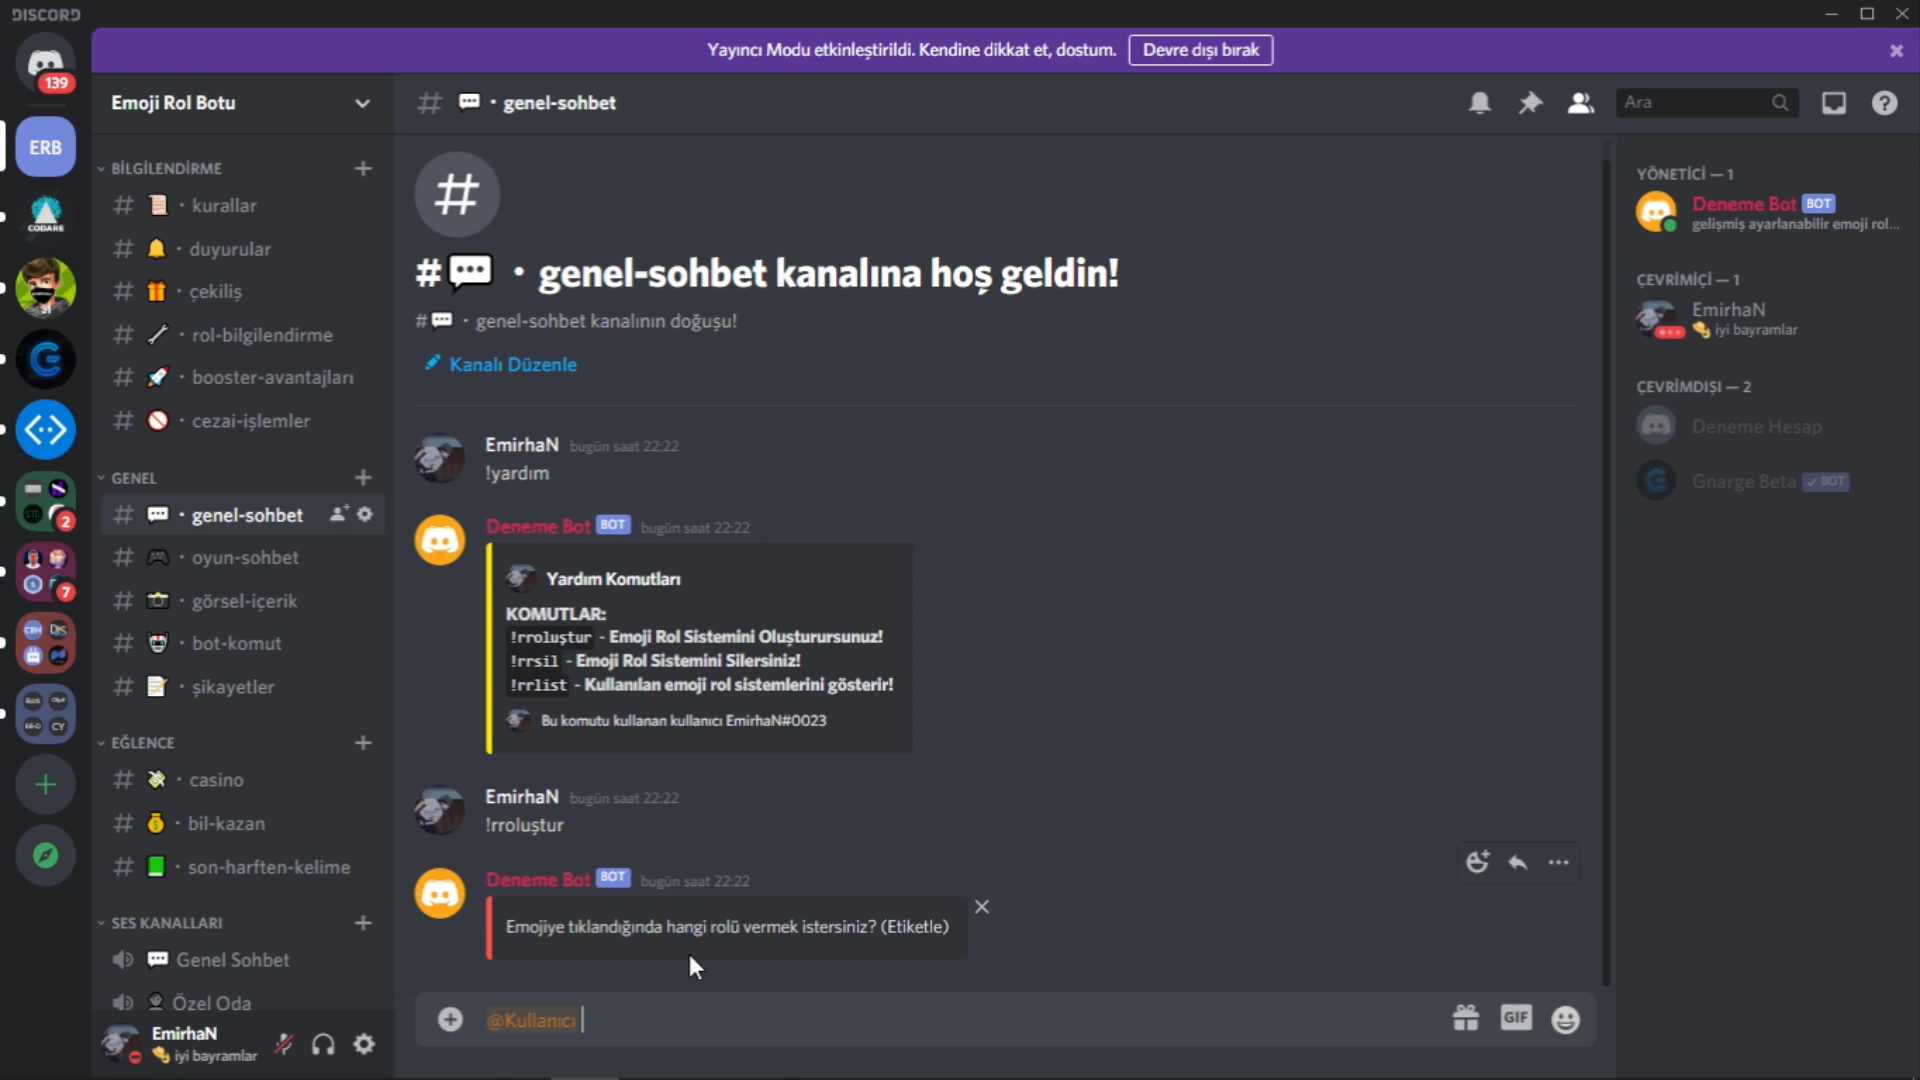 DISCORD
Yayıncı Modu etkinleştirildi. Kendine dikkat et, dostum. Devre dışı bırak
139
Emoji Rol Botu
# 💬 · genel-sohbet
Ara
ERB
CODARE
2
7
CBH
BİLGİLENDİRME
kurallar
duyurular
çekiliş
rol-bilgilendirme
booster-avantajları
cezai-işlemler
GENEL
genel-sohbet
oyun-sohbet
görsel-içerik
bot-komut
şikayetler
EĞLENCE
casino
bil-kazan
son-harften-kelime
SES KANALLARI
Genel Sohbet
Özel Oda
EmirhaN
iyi bayramlar
#💬 · genel-sohbet kanalına hoş geldin!
#💬 · genel-sohbet kanalının doğuşu!
Kanalı Düzenle
EmirhaN bugün saat 22:22
!yardım
Deneme Bot BOT bugün saat 22:22
Yardım Komutları
KOMUTLAR:
!rroluştur - Emoji Rol Sistemini Oluşturursunuz!
!rrsil - Emoji Rol Sistemini Silersiniz!
!rrlist - Kullanılan emoji rol sistemlerini gösterir!
Bu komutu kullanan kullanıcı EmirhaN#0023
EmirhaN bugün saat 22:22
!rroluştur
Deneme Bot BOT bugün saat 22:22
Emojiye tıklandığında hangi rolü vermek istersiniz? (Etiketle)
@Kullanıcı
GIF
YÖNETİCİ — 1
Deneme Bot BOT
gelişmiş ayarlanabilir emoji rol...
ÇEVRİMİÇİ — 1
EmirhaN
iyi bayramlar
ÇEVRİMDIŞI — 2
Deneme Hesap
Gnarge Beta ✓ BOT